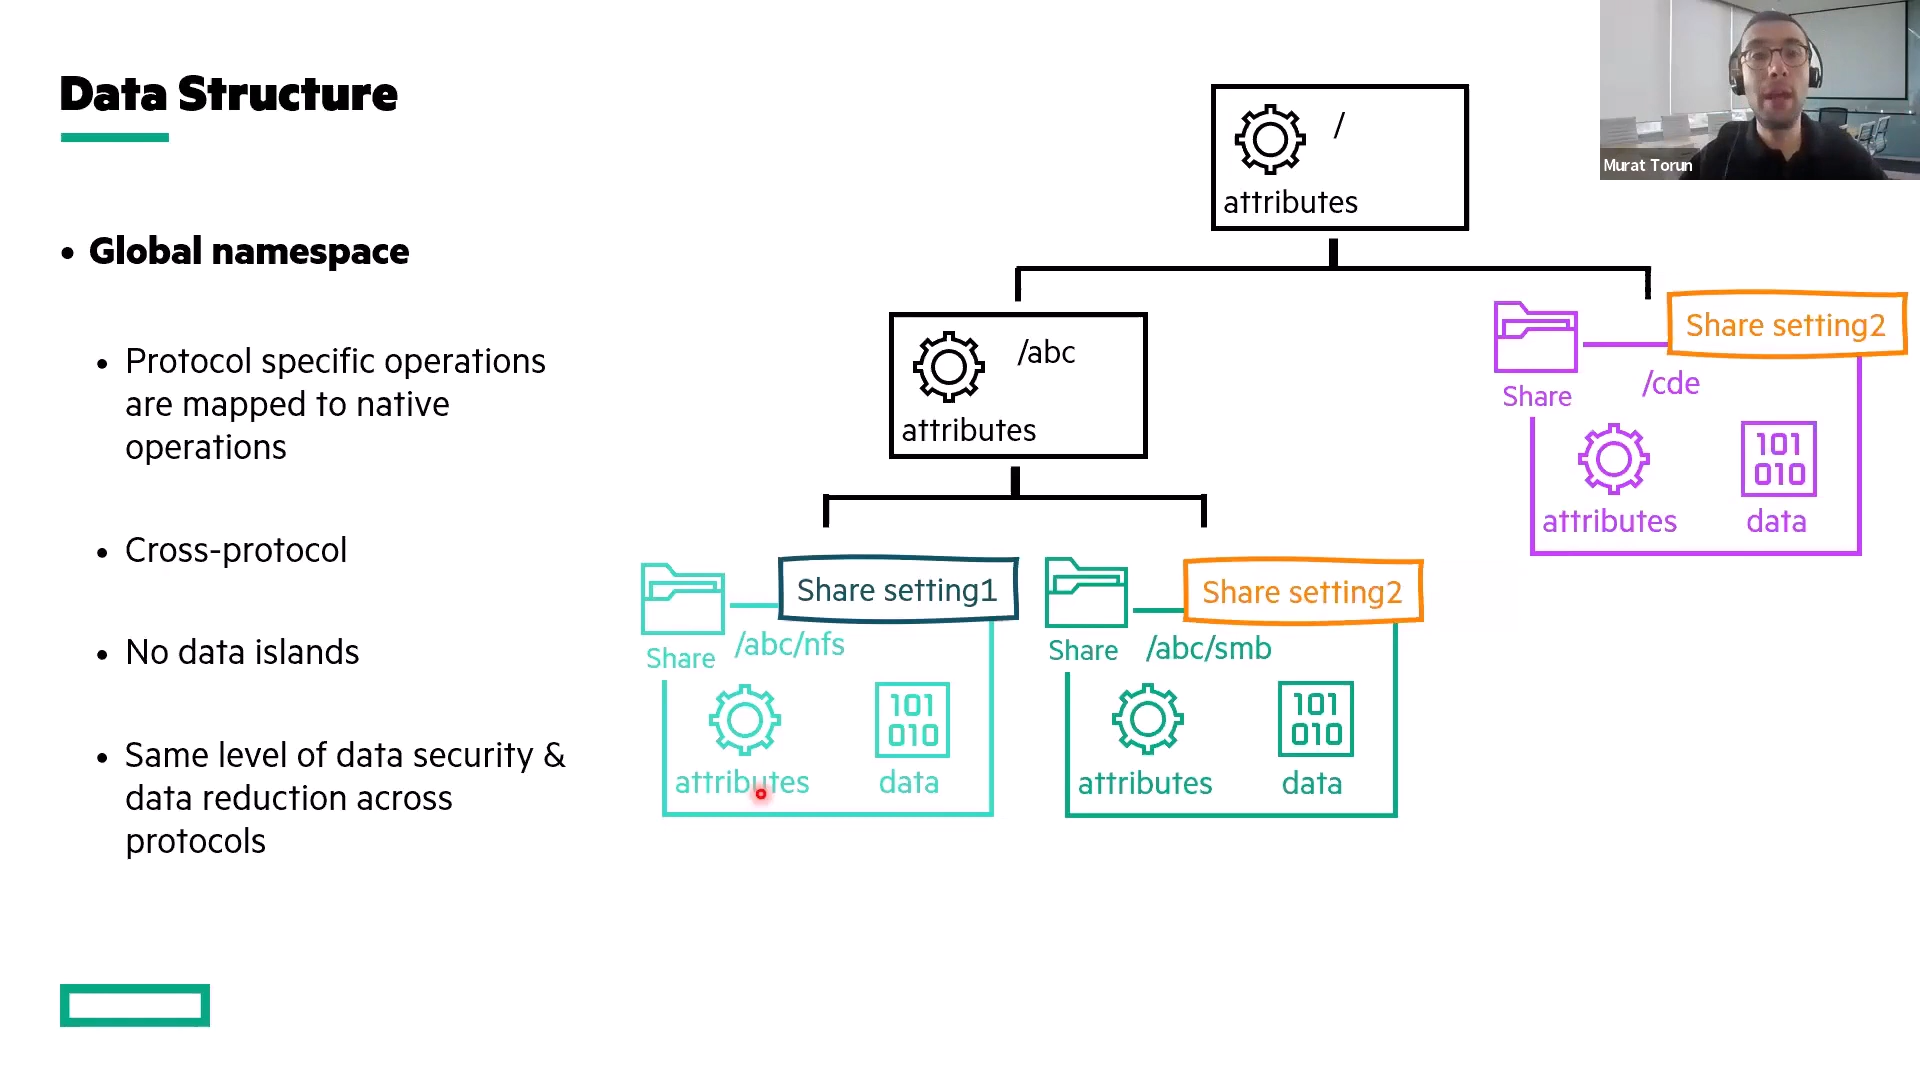 Data Structure
• Global namespace
• Protocol specific operations
are mapped to native
operations
• Cross-protocol
• No data islands
• Same level of data security &
data reduction across
protocols
/
attributes
/abc
attributes
Share setting2
Share
/cde
attributes
data
101
010
Share setting1
Share
/abc/nfs
attributes
data
101
010
Share setting2
Share
/abc/smb
attributes
data
101
010
Murat Torun